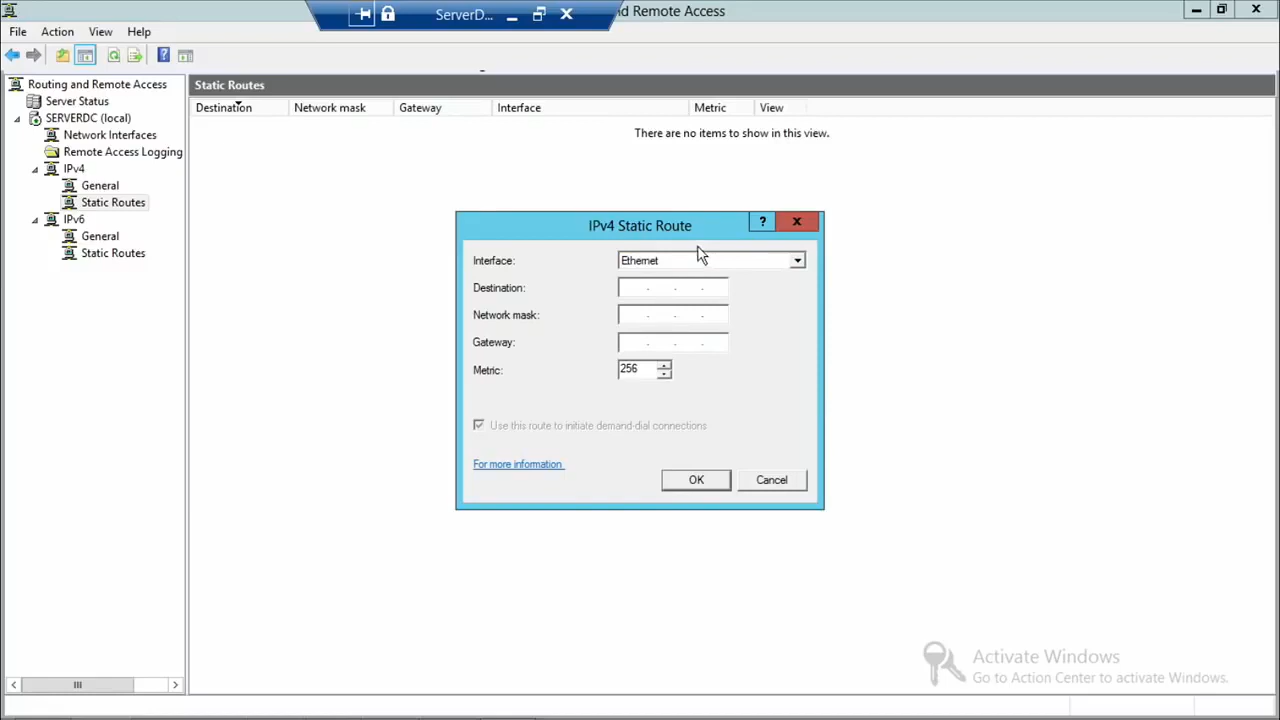 ServerD...
nd Remote Access
File Action View Help
Routing and Remote Access
Server Status
SERVERDC (local)
Network Interfaces
Remote Access Logging
IPv4
General
Static Routes
IPv6
General
Static Routes
Static Routes
Destination Network mask Gateway Interface Metric View
There are no items to show in this view.
IPv4 Static Route
Interface: Ethernet
Destination: . . .
Network mask: . . .
Gateway: . . .
Metric: 256
Use this route to initiate demand-dial connections
For more information
OK Cancel
Activate Windows
Go to Action Center to activate Windows.